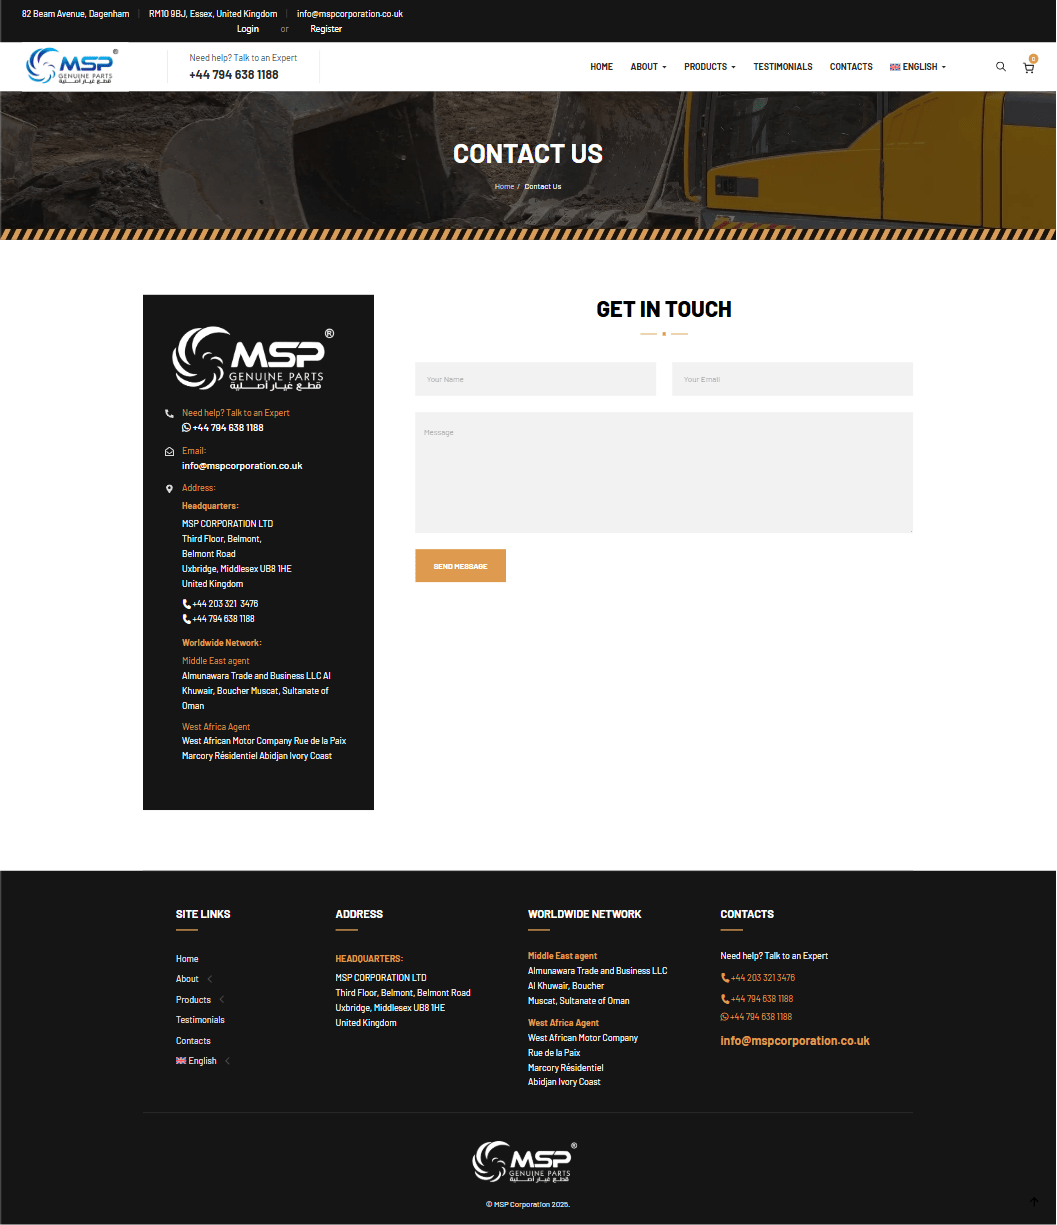 82 Beam Avenue, Dagenham
RM10 9BJ, Essex, United Kingdom
info@mspcorporation.co.uk
Login or Register
MSP ®
GENUINE PARTS
قطع غيار أصلية
Need help? Talk to an Expert
+44 794 638 1188
HOME
ABOUT
PRODUCTS
TESTIMONIALS
CONTACTS
ENGLISH
0
CONTACT US
Home / Contact Us
MSP ®
GENUINE PARTS
قطع غيار أصلية
Need help? Talk to an Expert
+44 794 638 1188
Email:
info@mspcorporation.co.uk
Address:
Headquarters:
MSP CORPORATION LTD
Third Floor, Belmont,
Belmont Road
Uxbridge, Middlesex UB8 1HE
United Kingdom
+44 203 321 3476
+44 794 638 1188
Worldwide Network:
Middle East agent
Almunawara Trade and Business LLC Al
Khuwair, Boucher Muscat, Sultanate of
Oman
West Africa Agent
West African Motor Company Rue de la Paix
Marcory Résidentiel Abidjan Ivory Coast
GET IN TOUCH
Your Name
Your Email
Message
SEND MESSAGE
SITE LINKS
Home
About
Products
Testimonials
Contacts
English
ADDRESS
HEADQUARTERS:
MSP CORPORATION LTD
Third Floor, Belmont, Belmont Road
Uxbridge, Middlesex UB8 1HE
United Kingdom
WORLDWIDE NETWORK
Middle East agent
Almunawara Trade and Business LLC
Al Khuwair, Boucher
Muscat, Sultanate of Oman
West Africa Agent
West African Motor Company
Rue de la Paix
Marcory Résidentiel
Abidjan Ivory Coast
CONTACTS
Need help? Talk to an Expert
+44 203 321 3476
+44 794 638 1188
+44 794 638 1188
info@mspcorporation.co.uk
MSP ®
GENUINE PARTS
قطع غيار أصلية
© MSP Corporation 2025.